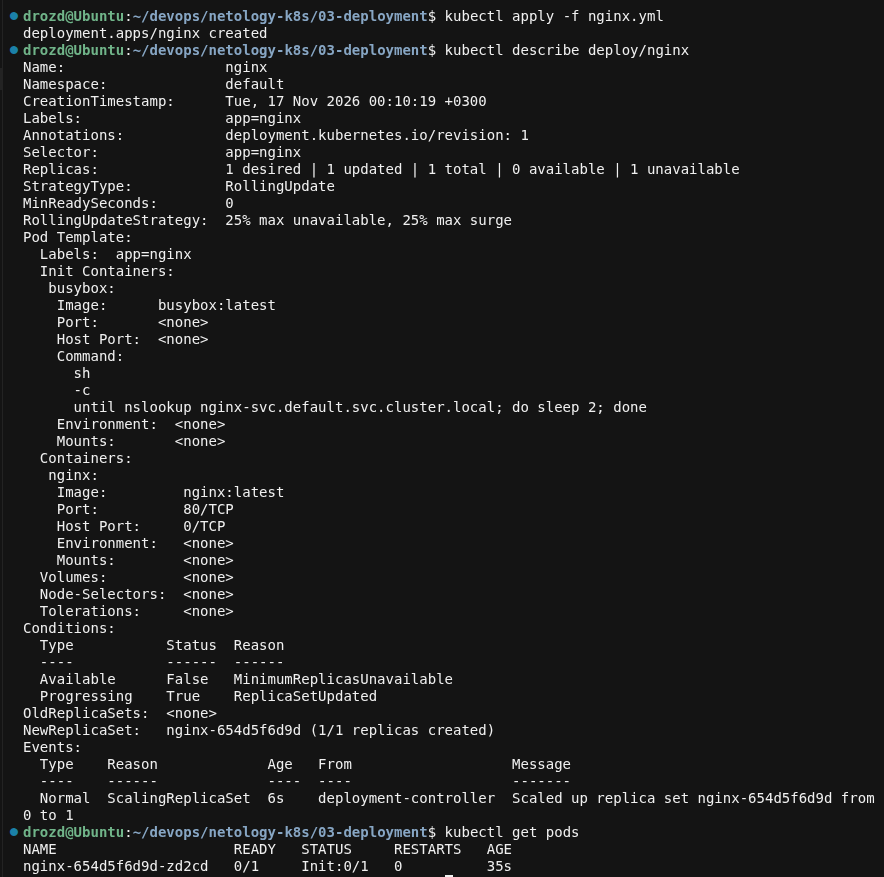 drozd@Ubuntu:~/devops/netology-k8s/03-deployment$ kubectl apply -f nginx.yml
deployment.apps/nginx created
drozd@Ubuntu:~/devops/netology-k8s/03-deployment$ kubectl describe deploy/nginx
Name:                   nginx
Namespace:              default
CreationTimestamp:      Tue, 17 Nov 2026 00:10:19 +0300
Labels:                 app=nginx
Annotations:            deployment.kubernetes.io/revision: 1
Selector:               app=nginx
Replicas:               1 desired | 1 updated | 1 total | 0 available | 1 unavailable
StrategyType:           RollingUpdate
MinReadySeconds:        0
RollingUpdateStrategy:  25% max unavailable, 25% max surge
Pod Template:
  Labels:  app=nginx
  Init Containers:
   busybox:
    Image:      busybox:latest
    Port:       <none>
    Host Port:  <none>
    Command:
      sh
      -c
      until nslookup nginx-svc.default.svc.cluster.local; do sleep 2; done
    Environment:  <none>
    Mounts:       <none>
  Containers:
   nginx:
    Image:         nginx:latest
    Port:          80/TCP
    Host Port:     0/TCP
    Environment:   <none>
    Mounts:        <none>
  Volumes:         <none>
  Node-Selectors:  <none>
  Tolerations:     <none>
Conditions:
  Type           Status  Reason
  ----           ------  ------
  Available      False   MinimumReplicasUnavailable
  Progressing    True    ReplicaSetUpdated
OldReplicaSets:  <none>
NewReplicaSet:   nginx-654d5f6d9d (1/1 replicas created)
Events:
  Type    Reason             Age   From                   Message
  ----    ------             ----  ----                   -------
  Normal  ScalingReplicaSet  6s    deployment-controller  Scaled up replica set nginx-654d5f6d9d from
0 to 1
drozd@Ubuntu:~/devops/netology-k8s/03-deployment$ kubectl get pods
NAME                     READY   STATUS     RESTARTS   AGE
nginx-654d5f6d9d-zd2cd   0/1     Init:0/1   0          35s